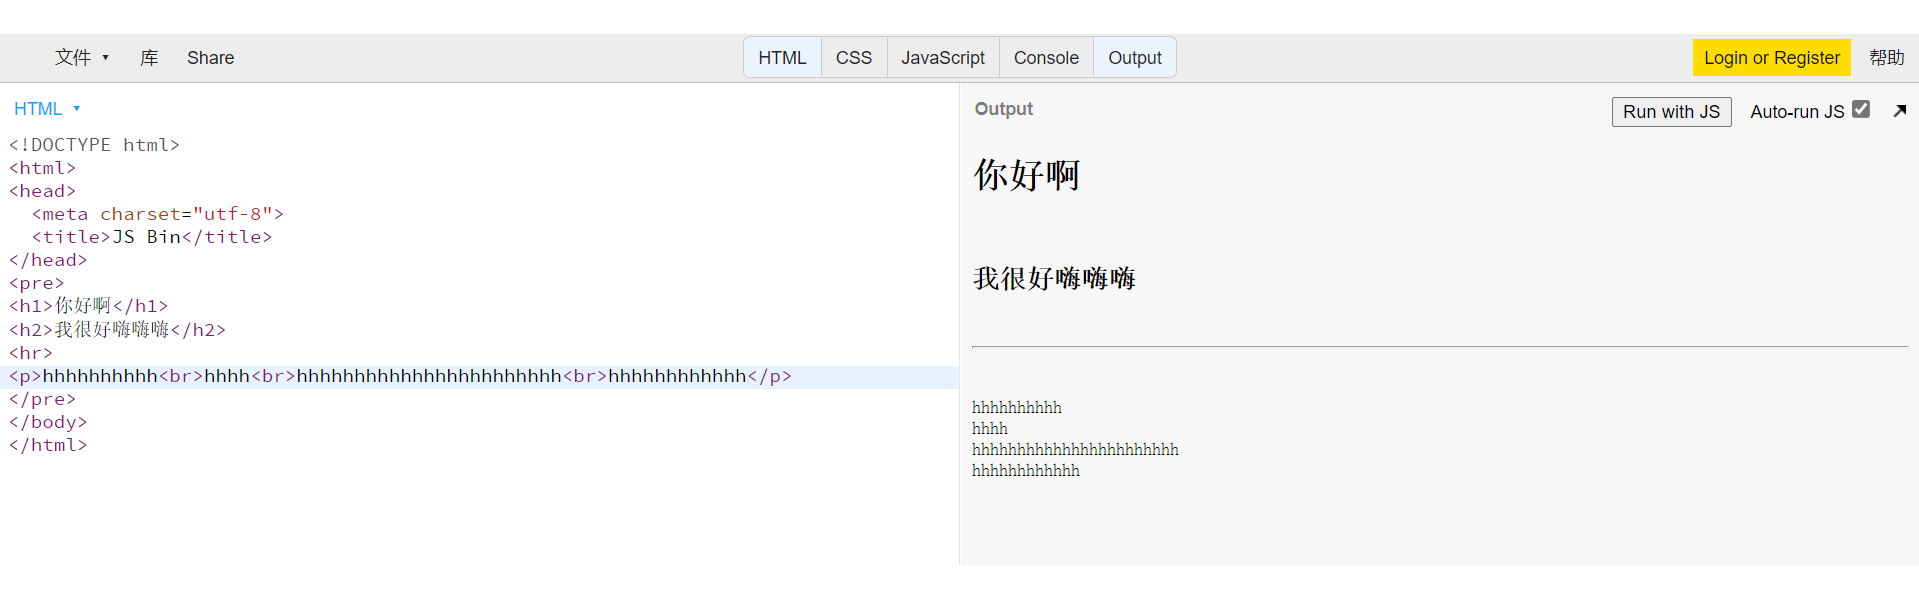 文件 ▼ 库 Share HTML CSS JavaScript Console Output Login or Register 帮助
HTML ▼
<!DOCTYPE html>
<html>
<head>
  <meta charset="utf-8">
  <title>JS Bin</title>
</head>
<pre>
<h1>你好啊</h1>
<h2>我很好嗨嗨嗨</h2>
<hr>
<p>hhhhhhhhhh<br>hhhh<br>hhhhhhhhhhhhhhhhhhhhhhh<br>hhhhhhhhhhhh</p>
</pre>
</body>
</html>
Output Run with JS Auto-run JS
你好啊
我很好嗨嗨嗨
hhhhhhhhhh
hhhh
hhhhhhhhhhhhhhhhhhhhhhh
hhhhhhhhhhhh